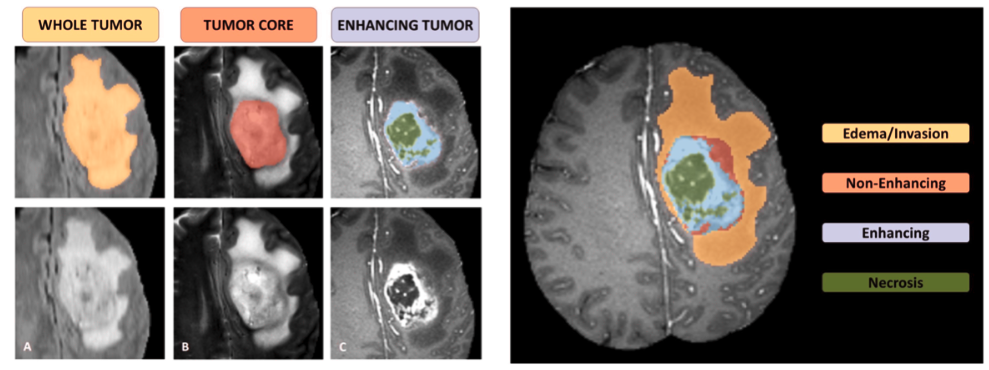 WHOLE TUMOR
TUMOR CORE
ENHANCING TUMOR
A
B
C
Edema/Invasion
Non-Enhancing
Enhancing
Necrosis